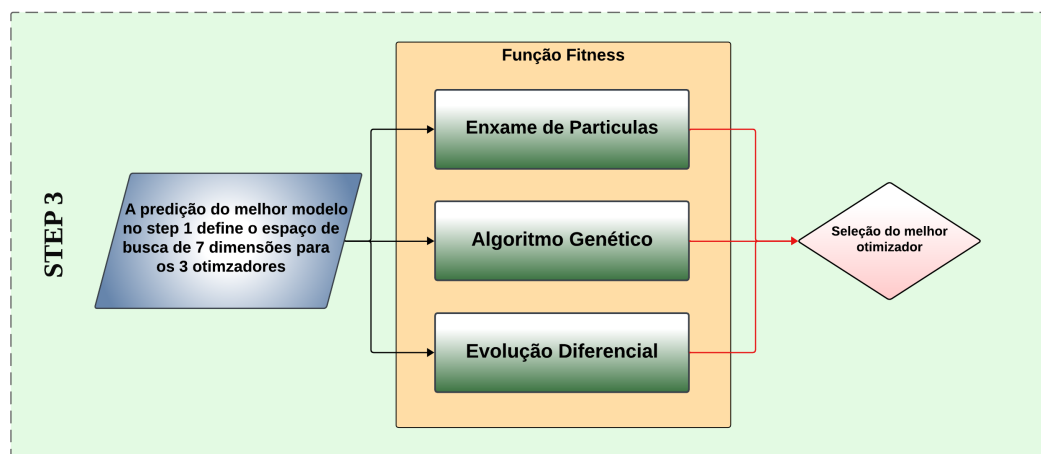 STEP 3
A predição do melhor modelo
no step 1 define o espaço de
busca de 7 dimensões para
os 3 otimzadores
Função Fitness
Enxame de Particulas
Algoritmo Genético
Evolução Diferencial
Seleção do melhor
otimizador